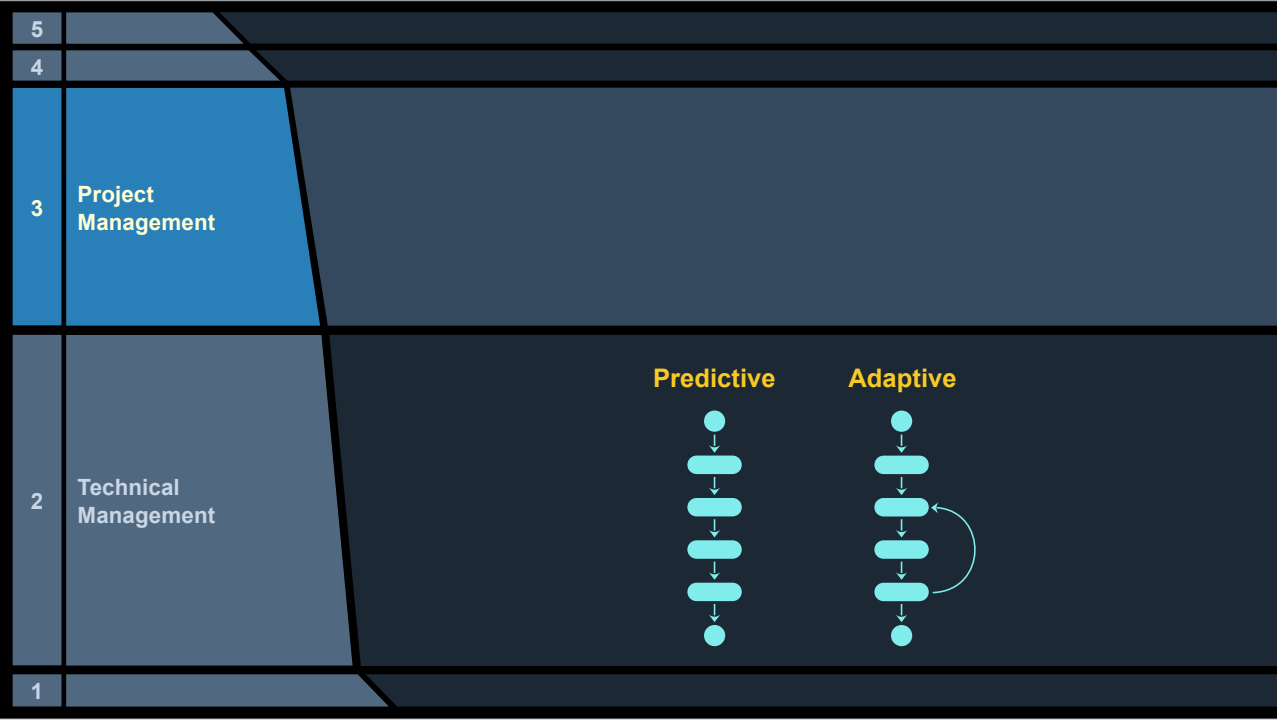 5
4
3
Project
Management
2
Technical
Management
Predictive
Adaptive
1